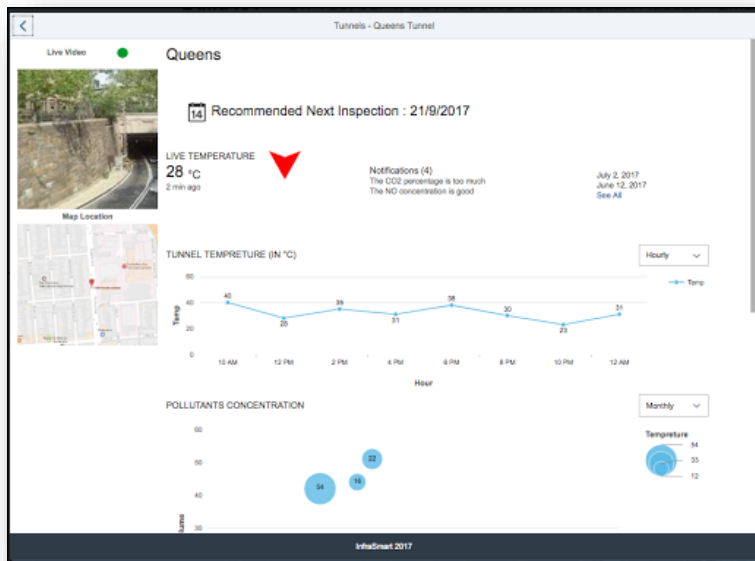 Tunnels - Queens Tunnel
Live Video
Queens
14
Recommended Next Inspection : 21/9/2017
LIVE TEMPERATURE
28 °C
2 min ago
Notifications (4)
The CO2 percentage is too much
The NO concentration is good
July 2, 2017
June 12, 2017
See All
Map Location
TUNNEL TEMPRETURE (IN °C)
Hourly
Temp
60
40
20
0
Temp
40
28
35
31
38
30
23
31
10 AM
12 PM
2 PM
4 PM
6 PM
8 PM
10 PM
12 AM
Hour
POLLUTANTS CONCENTRATION
Monthly
60
50
40
30
54
16
22
Tempreture
54
33
12
InfraSmart 2017